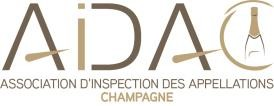 AIDAC
ASSOCIATION D'INSPECTION DES APPELLATIONS
CHAMPAGNE